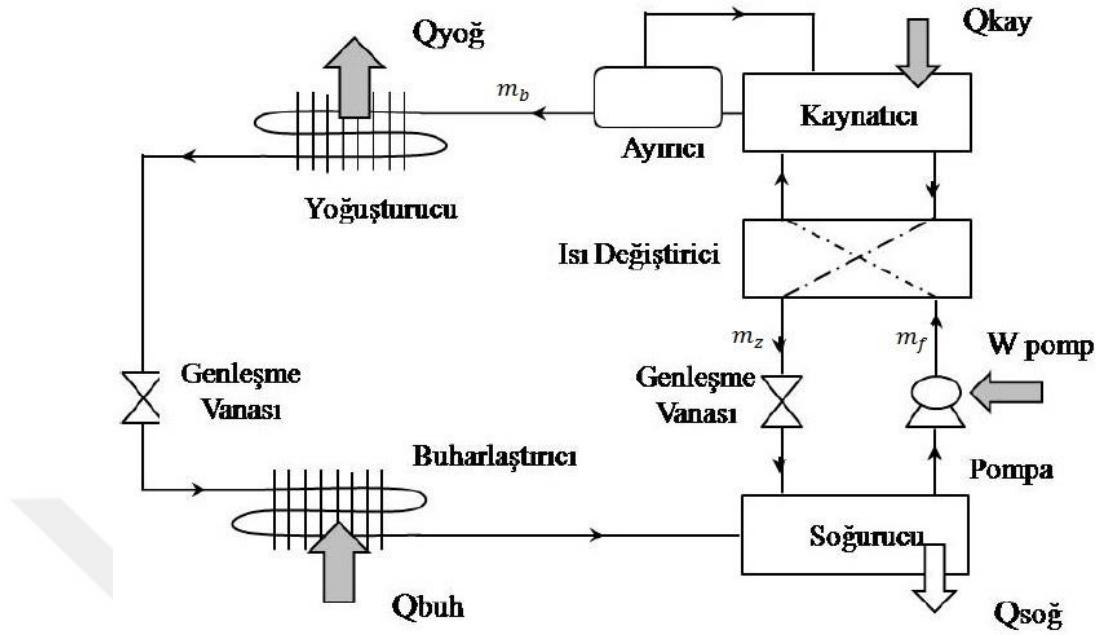 Qyoğ
Qkay
m_b
Kaynatıcı
Ayırıcı
Yoğuşturucu
Isı Değiştirici
m_z
m_f
W pomp
Genleşme
Vanası
Genleşme
Vanası
Buharlaştırıcı
Pompa
Soğurucu
Qbuh
Qsoğ